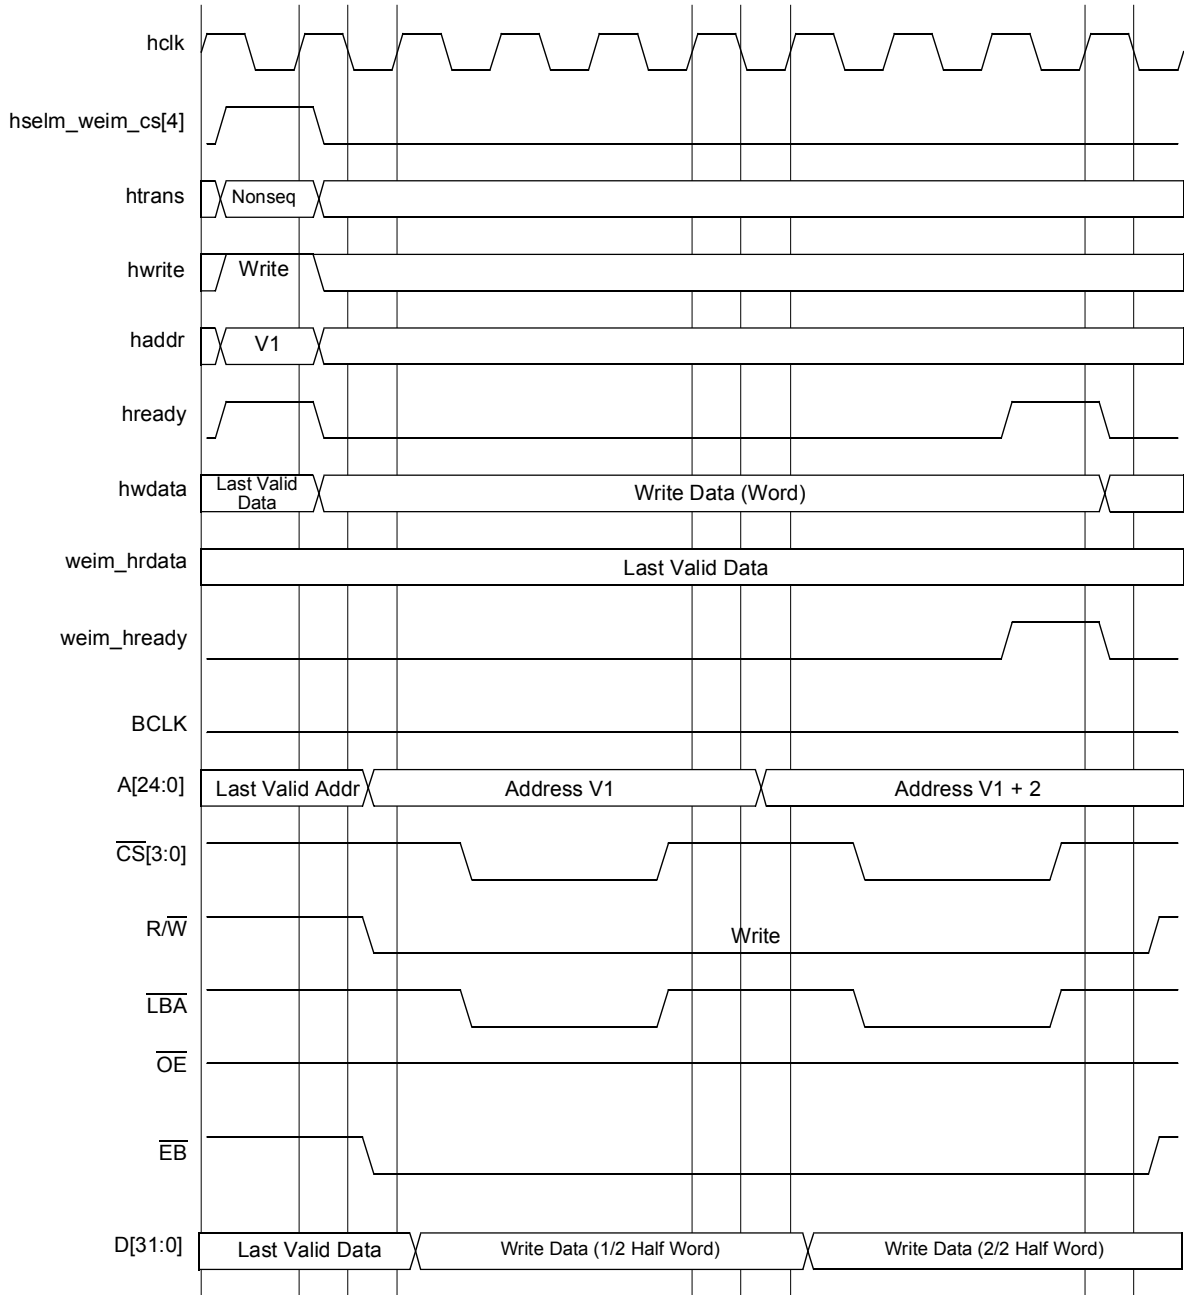 hclk
hselm_weim_cs[4]
htrans Nonseq
hwrite Write
haddr V1
hready
hwdata Last Valid Data Write Data (Word)
weim_hrdata Last Valid Data
weim_hready
BCLK
A[24:0] Last Valid Addr Address V1 Address V1 + 2
CS[3:0]
R/W Write
LBA
OE
EB
D[31:0] Last Valid Data Write Data (1/2 Half Word) Write Data (2/2 Half Word)